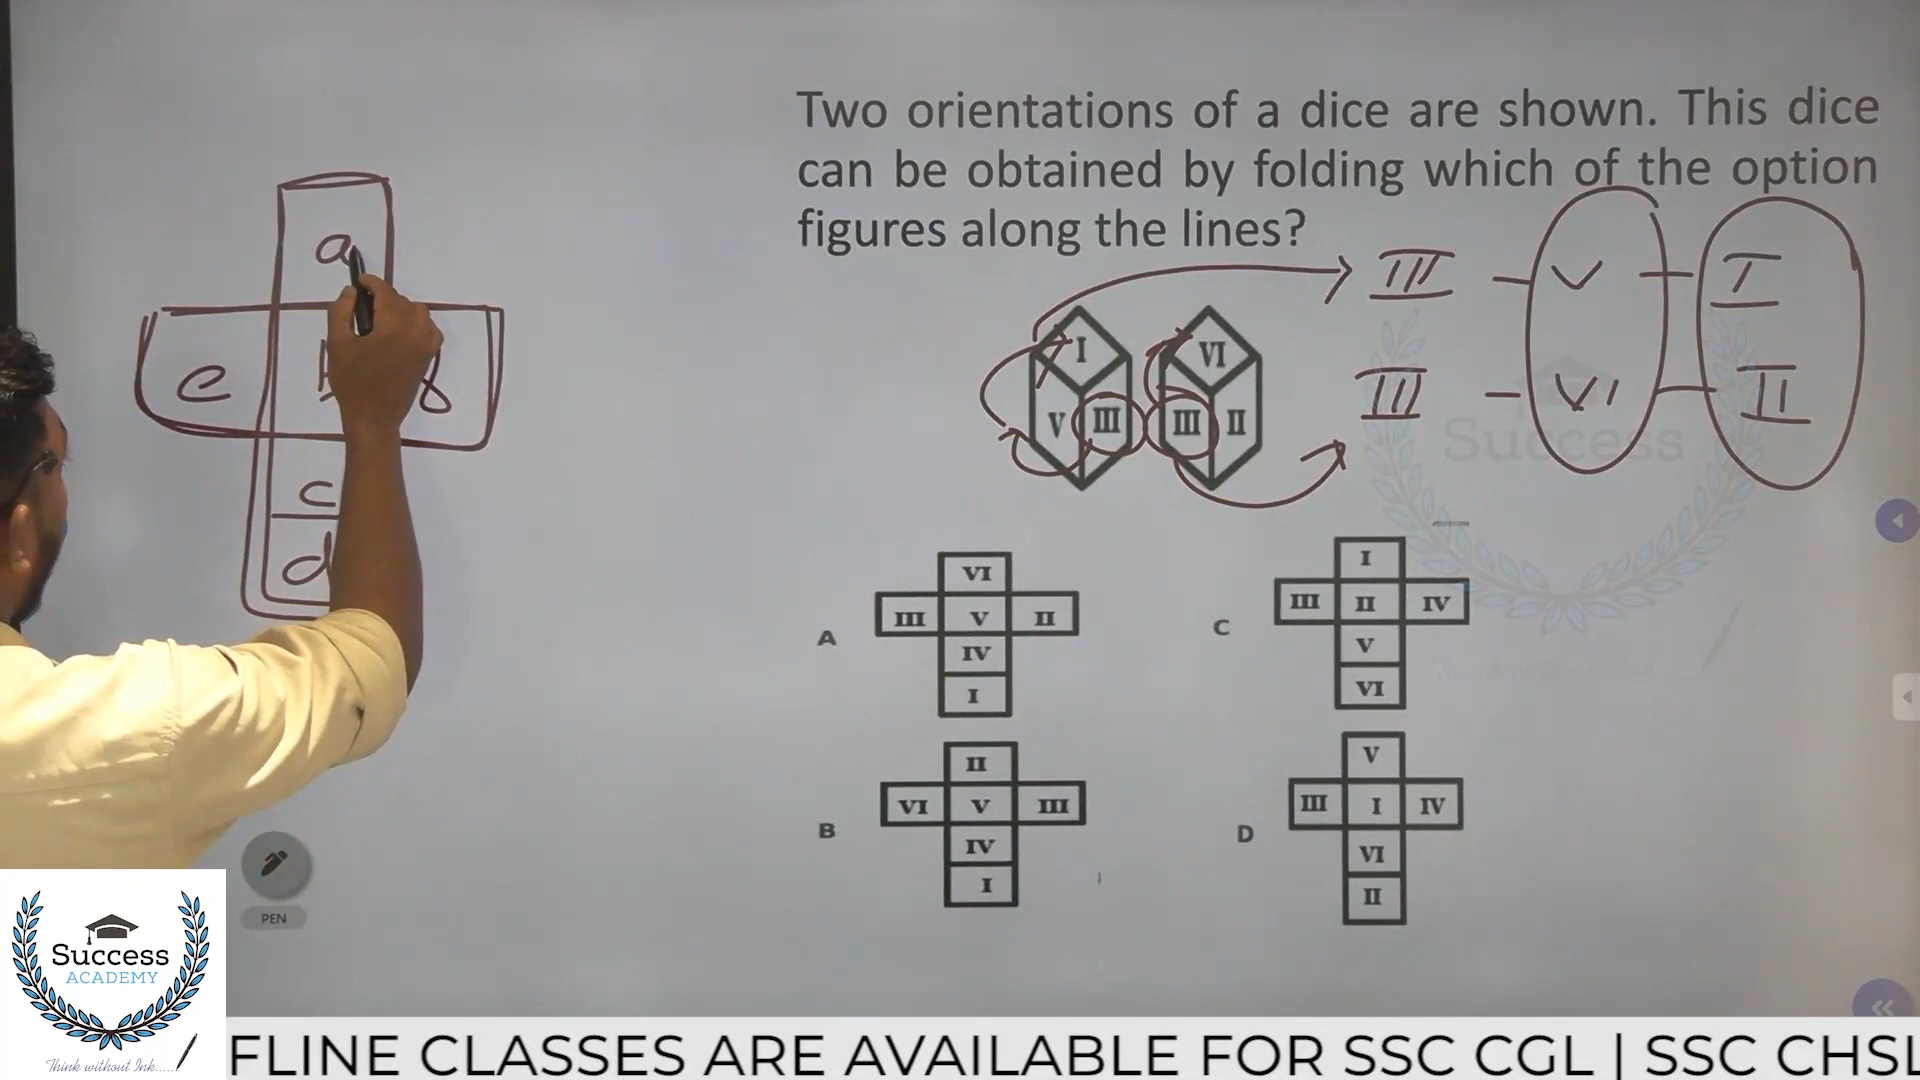 Two orientations of a dice are shown. This dice
can be obtained by folding which of the option
figures along the lines?
III - V - I
III - VI - II
I
V III
VI
III II
a
e
c
d
Success
A
VI
III V II
IV
I
C
I
III II IV
V
VI
B
II
VI V III
IV
I
D
V
III I IV
VI
II
PEN
Success
ACADEMY
Think without Ink.....
FLINE CLASSES ARE AVAILABLE FOR SSC CGL | SSC CHSL